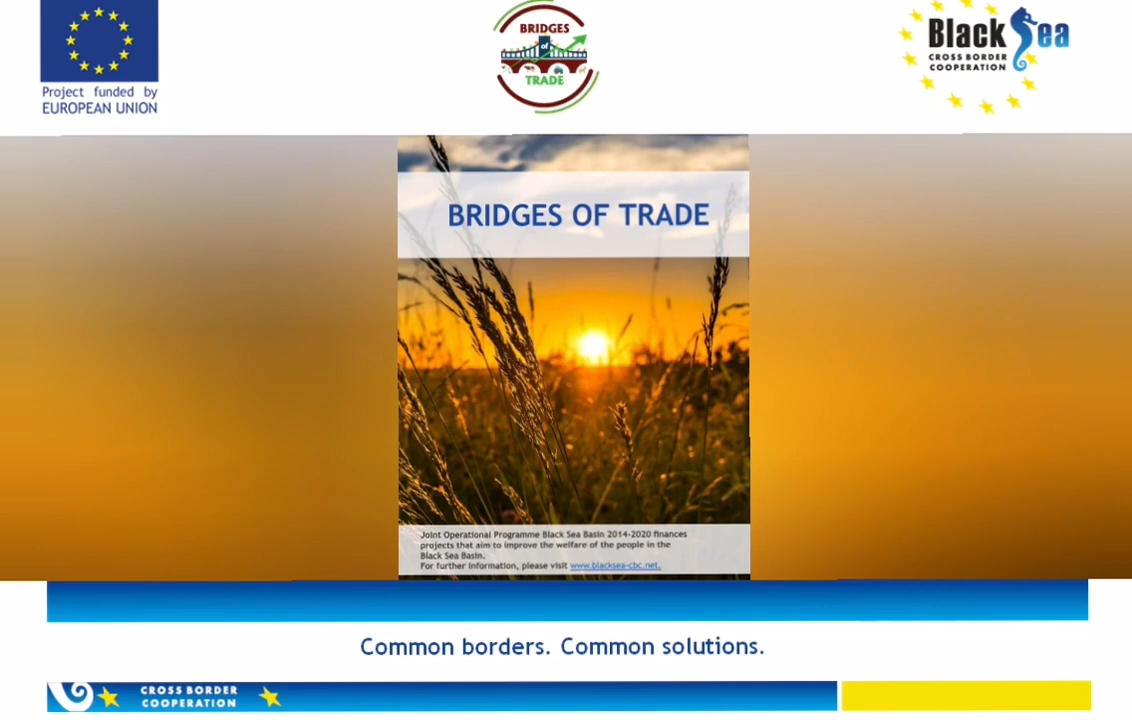 Project funded by
EUROPEAN UNION
BRIDGES
of
TRADE
Black Sea
CROSS BORDER
COOPERATION
BRIDGES OF TRADE
Joint Operational Programme Black Sea Basin 2014-2020 finances
projects that aim to improve the welfare of the people in the
Black Sea Basin.
For further information, please visit www.blacksea-cbc.net.
Common borders. Common solutions.
CROSS BORDER
COOPERATION